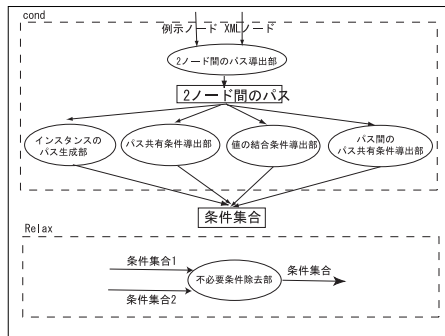 cond
例示ノード XMLノード
2ノード間のパス導出部
2ノード間のパス
インスタンスの
パス生成部
パス共有条件導出部
値の結合条件導出部
パス間の
パス共有条件導出部
条件集合
Relax
条件集合1
条件集合2
不必要条件除去部
条件集合